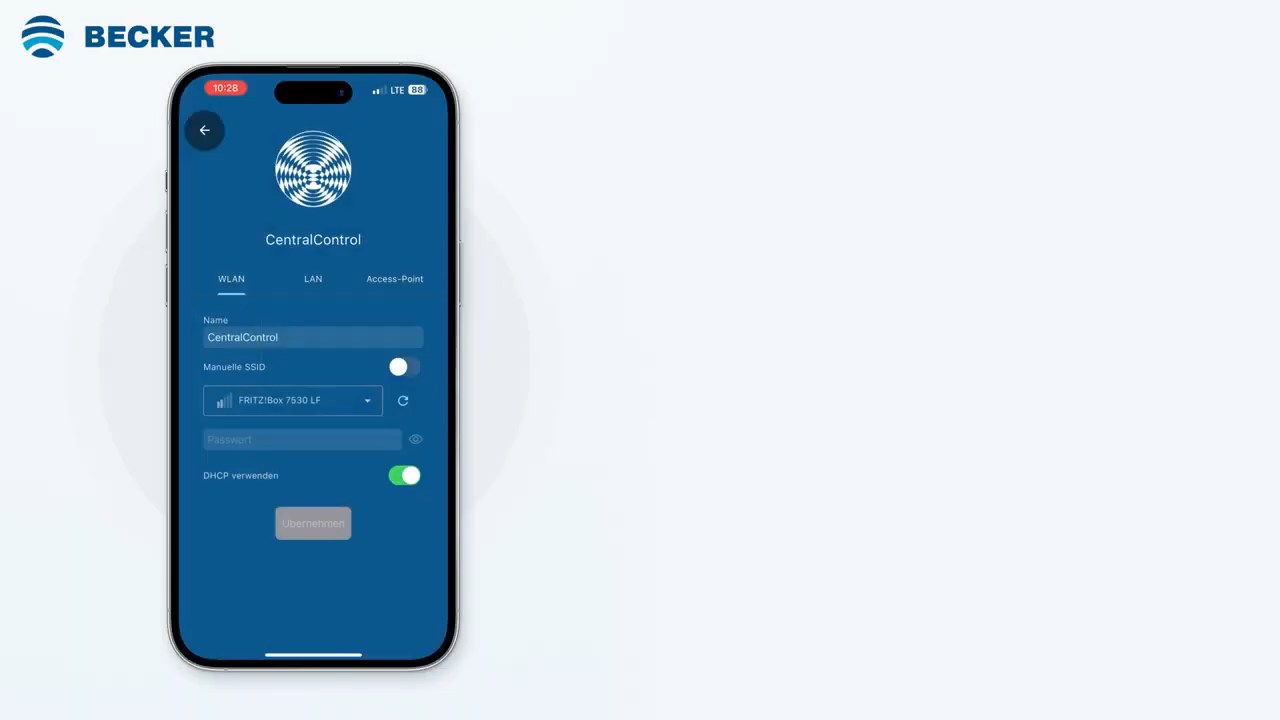 BECKER
10:28
LTE 88
CentralControl
WLAN LAN Access-Point
Name
CentralControl
Manuelle SSID
FRITZ!Box 7530 LF
Passwort
DHCP verwenden
Übernehmen